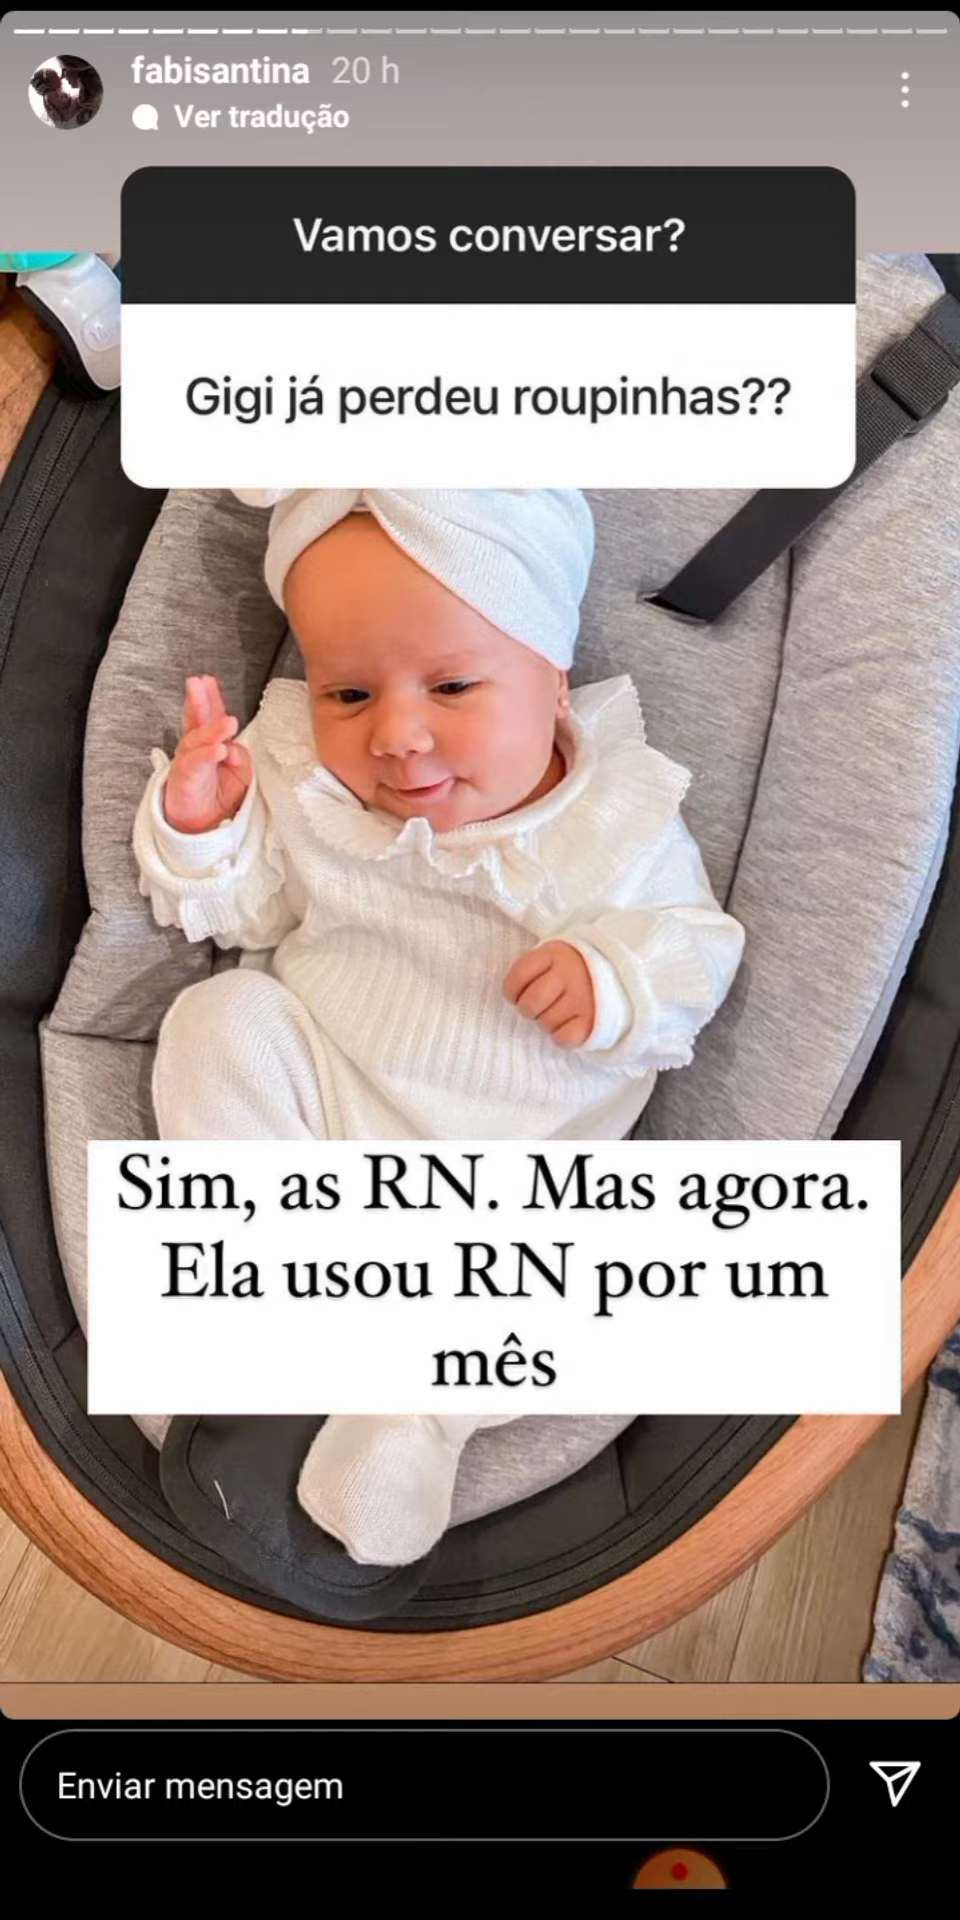 fabisantina 20 h
Ver tradução
Vamos conversar?
Gigi já perdeu roupinhas??
Sim, as RN. Mas agora.
Ela usou RN por um
mês
Enviar mensagem